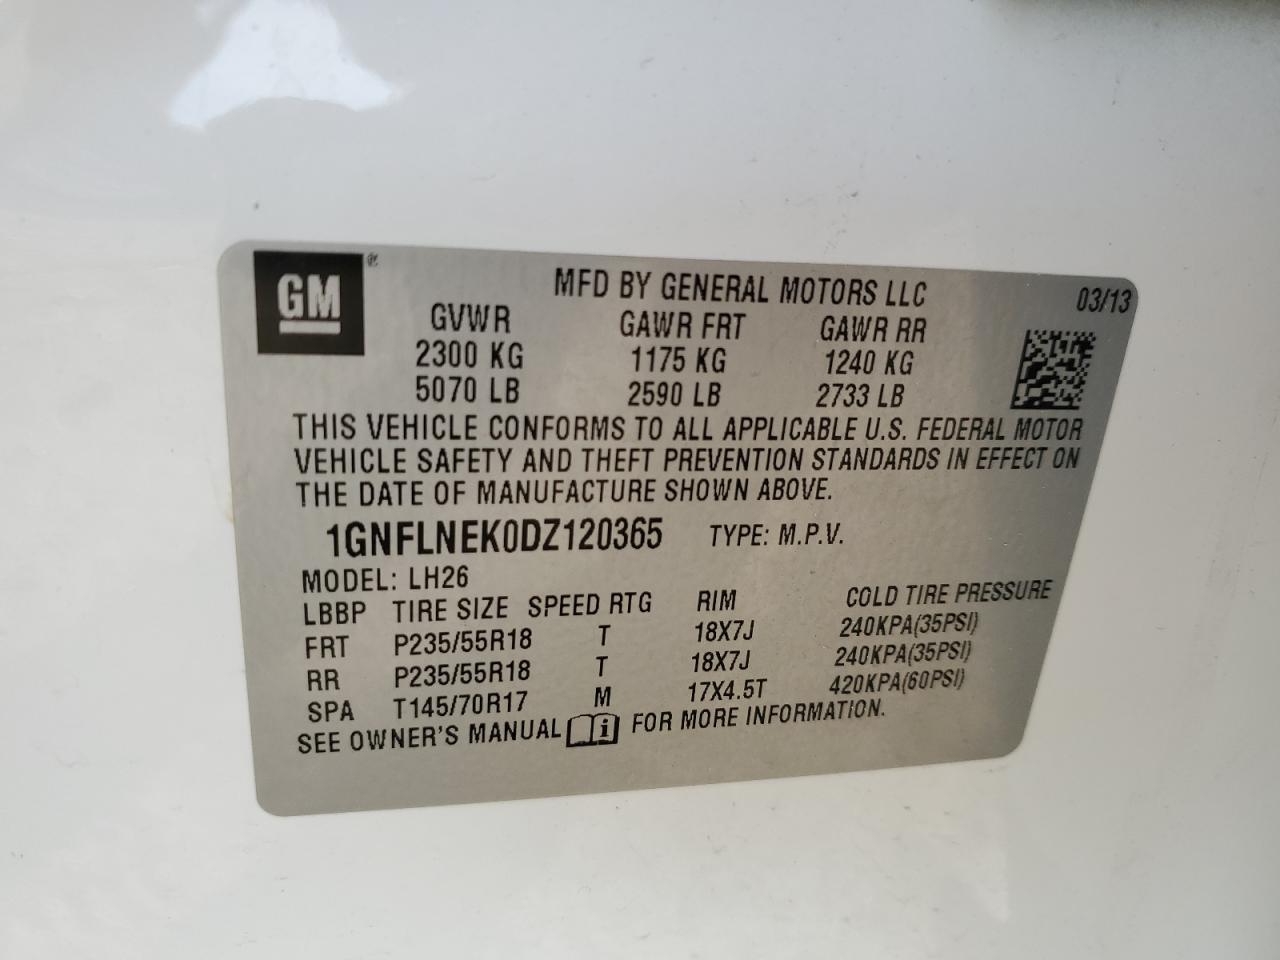 GM®
MFD BY GENERAL MOTORS LLC 03/13
GVWR GAWR FRT GAWR RR
2300 KG 1175 KG 1240 KG
5070 LB 2590 LB 2733 LB
THIS VEHICLE CONFORMS TO ALL APPLICABLE U.S. FEDERAL MOTOR
VEHICLE SAFETY AND THEFT PREVENTION STANDARDS IN EFFECT ON
THE DATE OF MANUFACTURE SHOWN ABOVE.
1GNFLNEK0DZ120365 TYPE: M.P.V.
MODEL: LH26
LBBP TIRE SIZE SPEED RTG RIM COLD TIRE PRESSURE
FRT P235/55R18 T 18X7J 240KPA(35PSI)
RR P235/55R18 T 18X7J 240KPA(35PSI)
SPA T145/70R17 M 17X4.5T 420KPA(60PSI)
SEE OWNER'S MANUAL i FOR MORE INFORMATION.